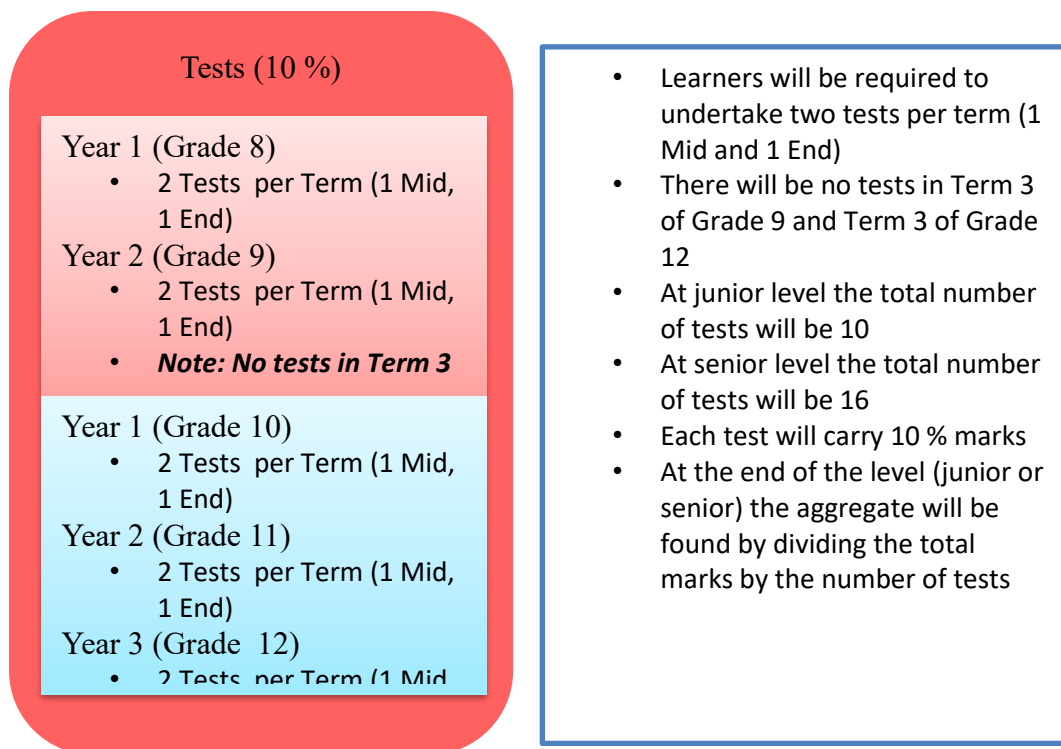 Tests (10 %)
Year 1 (Grade 8)
• 2 Tests per Term (1 Mid,
1 End)
Year 2 (Grade 9)
• 2 Tests per Term (1 Mid,
1 End)
• Note: No tests in Term 3
Year 1 (Grade 10)
• 2 Tests per Term (1 Mid,
1 End)
Year 2 (Grade 11)
• 2 Tests per Term (1 Mid,
1 End)
Year 3 (Grade 12)
• 2 Tests per Term (1 Mid
• Learners will be required to
undertake two tests per term (1
Mid and 1 End)
• There will be no tests in Term 3
of Grade 9 and Term 3 of Grade
12
• At junior level the total number
of tests will be 10
• At senior level the total number
of tests will be 16
• Each test will carry 10 % marks
• At the end of the level (junior or
senior) the aggregate will be
found by dividing the total
marks by the number of tests